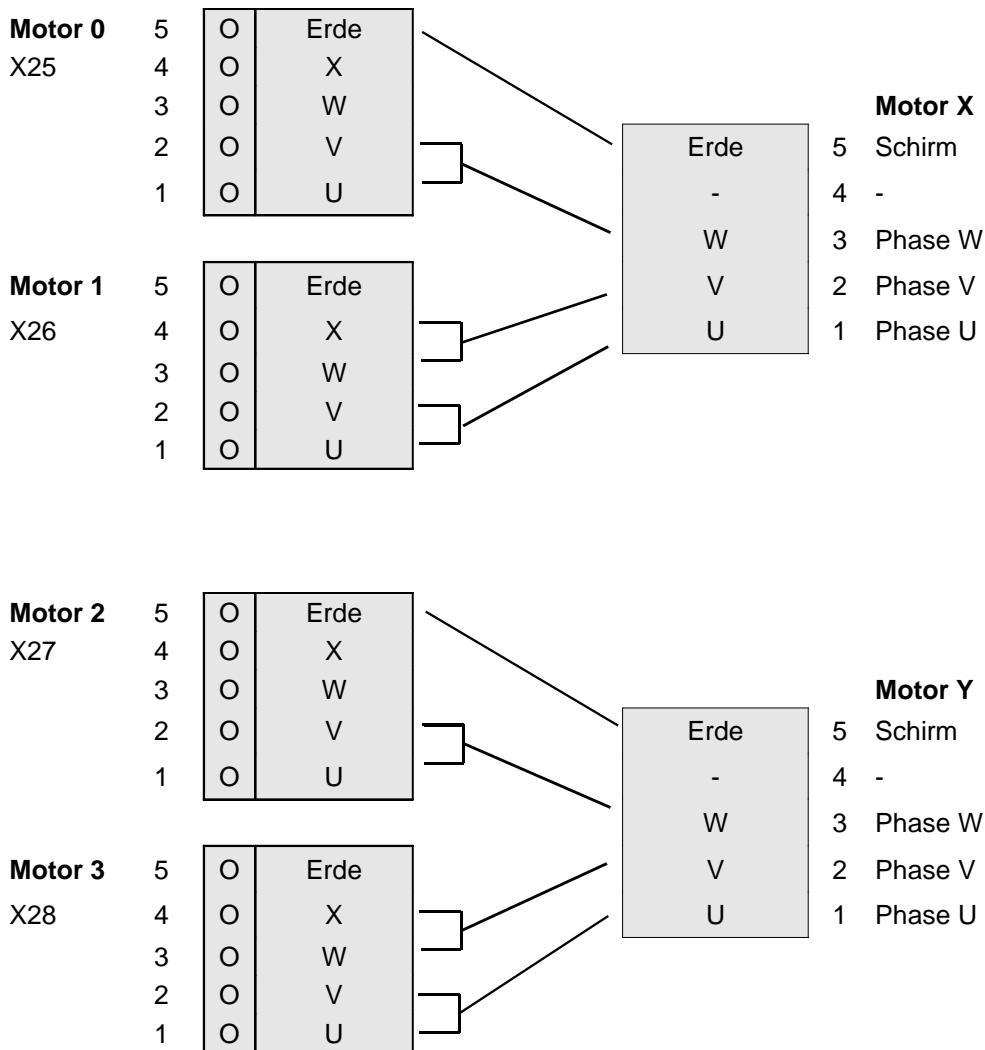 Motor 0 5 O Erde
X25 4 O X
3 O W Motor X
2 O V Erde 5 Schirm
1 O U - 4 -
W 3 Phase W
Motor 1 5 O Erde V 2 Phase V
X26 4 O X U 1 Phase U
3 O W
2 O V
1 O U
Motor 2 5 O Erde
X27 4 O X
3 O W Motor Y
2 O V Erde 5 Schirm
1 O U - 4 -
W 3 Phase W
Motor 3 5 O Erde V 2 Phase V
X28 4 O X U 1 Phase U
3 O W
2 O V
1 O U